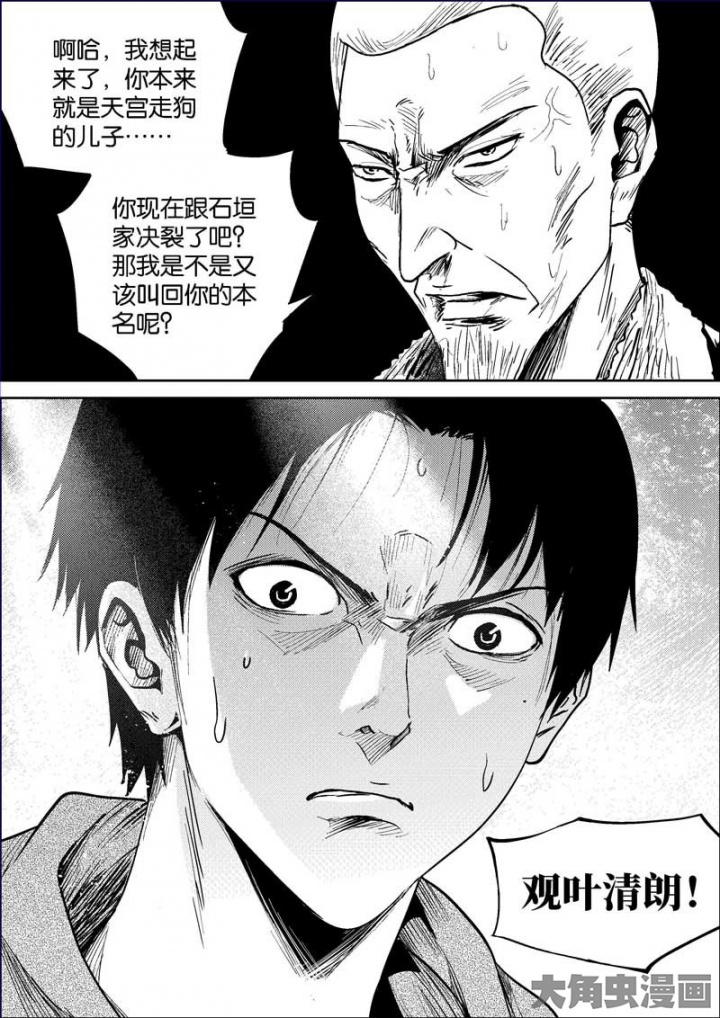 啊哈，我想起
来了，你本来
就是天宫走狗
的儿子……
你现在跟石垣
家决裂了吧？
那我是不是又
该叫回你的本
名呢？
观叶清朗！
大角虫漫画